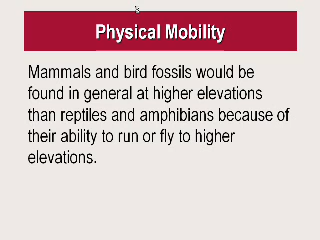 Physical Mobility
Mammals and bird fossils would be
found in general at higher elevations
than reptiles and amphibians because of
their ability to run or fly to higher
elevations.